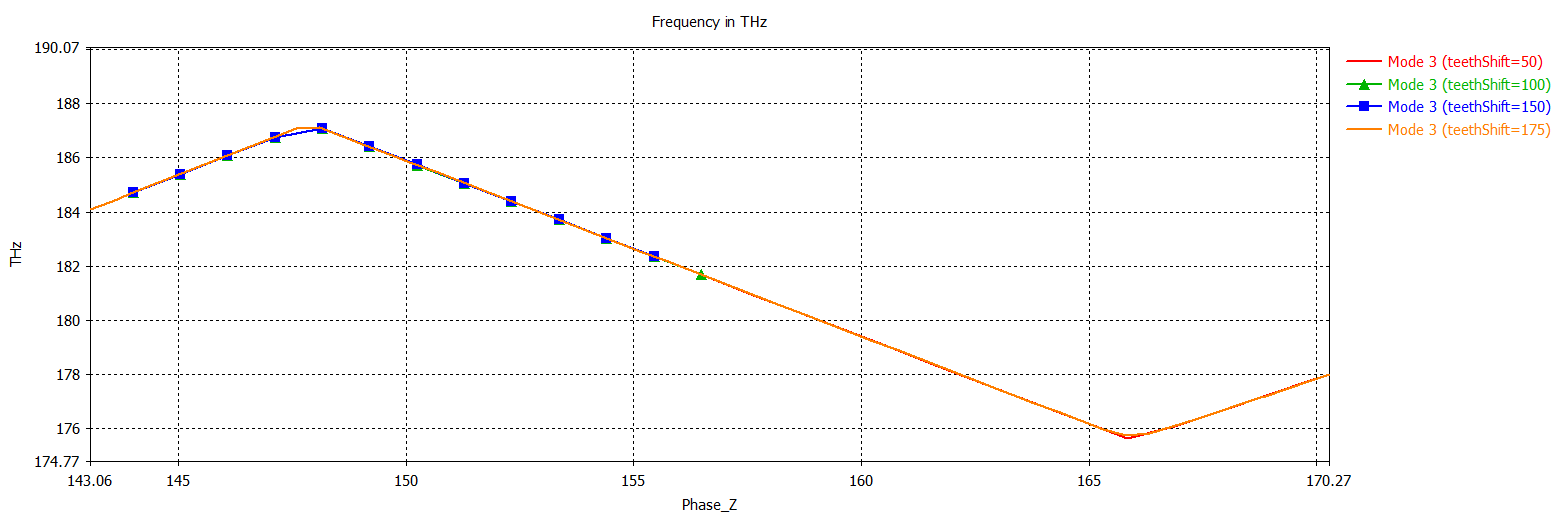 Frequency in THz
190.07
188
186
184
182
180
178
176
174.77
THz
143.06
145
150
155
160
165
170.27
Phase_Z
Mode 3 (teethShift=50)
Mode 3 (teethShift=100)
Mode 3 (teethShift=150)
Mode 3 (teethShift=175)